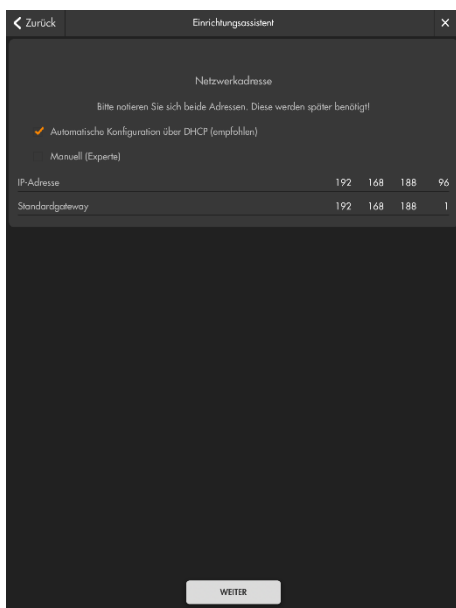 Zurück Einrichtungsassistent
Netzwerkadresse
Bitte notieren Sie sich beide Adressen. Diese werden später benötigt!
Automatische Konfiguration über DHCP (empfohlen)
Manuell (Experte)
IP-Adresse 192 168 188 96
Standardgateway 192 168 188 1
WEITER